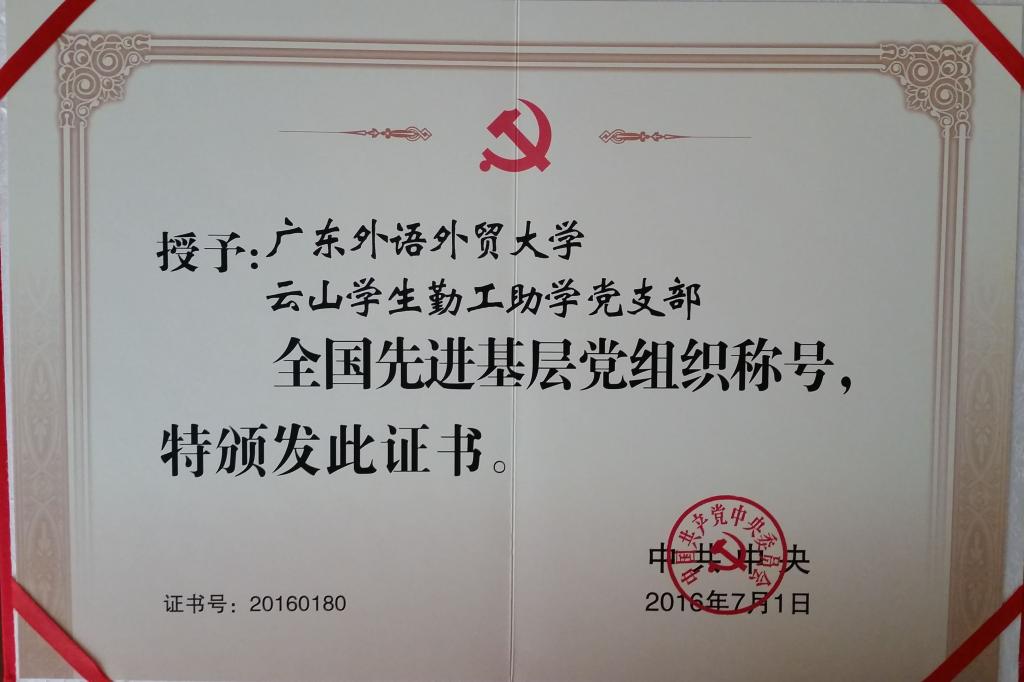 授予:广东外语外贸大学
云山学生勤工助学党支部
全国先进基层党组织称号，
特颁发此证书。
中国共产党中央委员会
中共中央
证书号：20160180
2016年7月1日